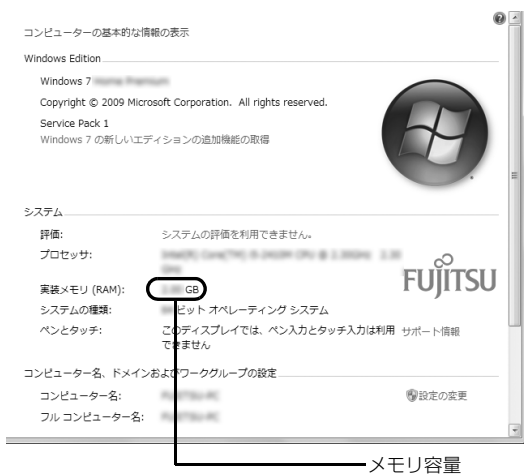 コンピューターの基本的な情報の表示
Windows Edition
Windows 7
Copyright © 2009 Microsoft Corporation. All rights reserved.
Service Pack 1
Windows 7 の新しいエディションの追加機能の取得
システム
評価: システムの評価を利用できません。
プロセッサ:
FUJITSU
実装メモリ (RAM): GB
システムの種類: ビット オペレーティング システム
ペンとタッチ: このディスプレイでは、ペン入力とタッチ入力は利用できません サポート情報
コンピューター名、ドメインおよびワークグループの設定
コンピューター名: 設定の変更
フル コンピューター名:
メモリ容量